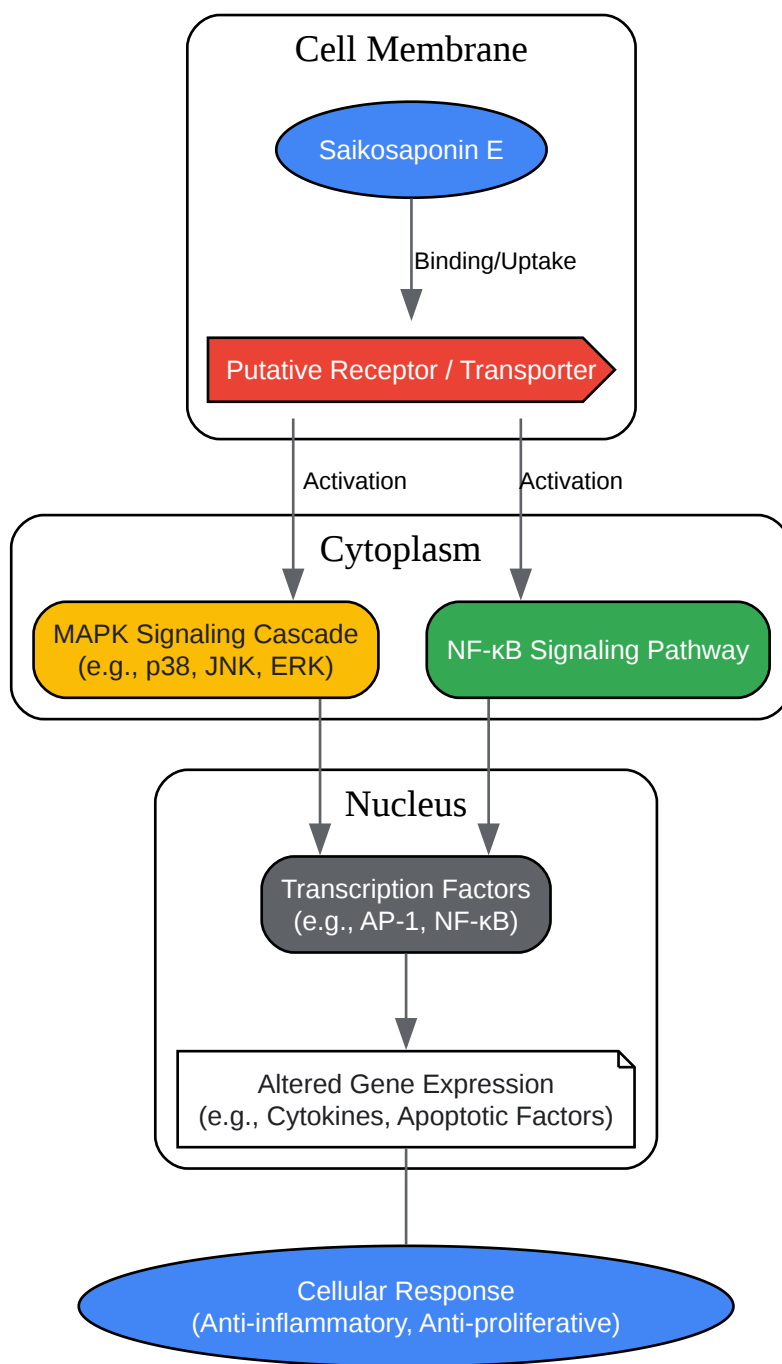 Cell Membrane
Saikosaponin E
Binding/Uptake
Putative Receptor / Transporter
Activation
Activation
Cytoplasm
MAPK Signaling Cascade
(e.g., p38, JNK, ERK)
NF-κB Signaling Pathway
Nucleus
Transcription Factors
(e.g., AP-1, NF-κB)
Altered Gene Expression
(e.g., Cytokines, Apoptotic Factors)
Cellular Response
(Anti-inflammatory, Anti-proliferative)